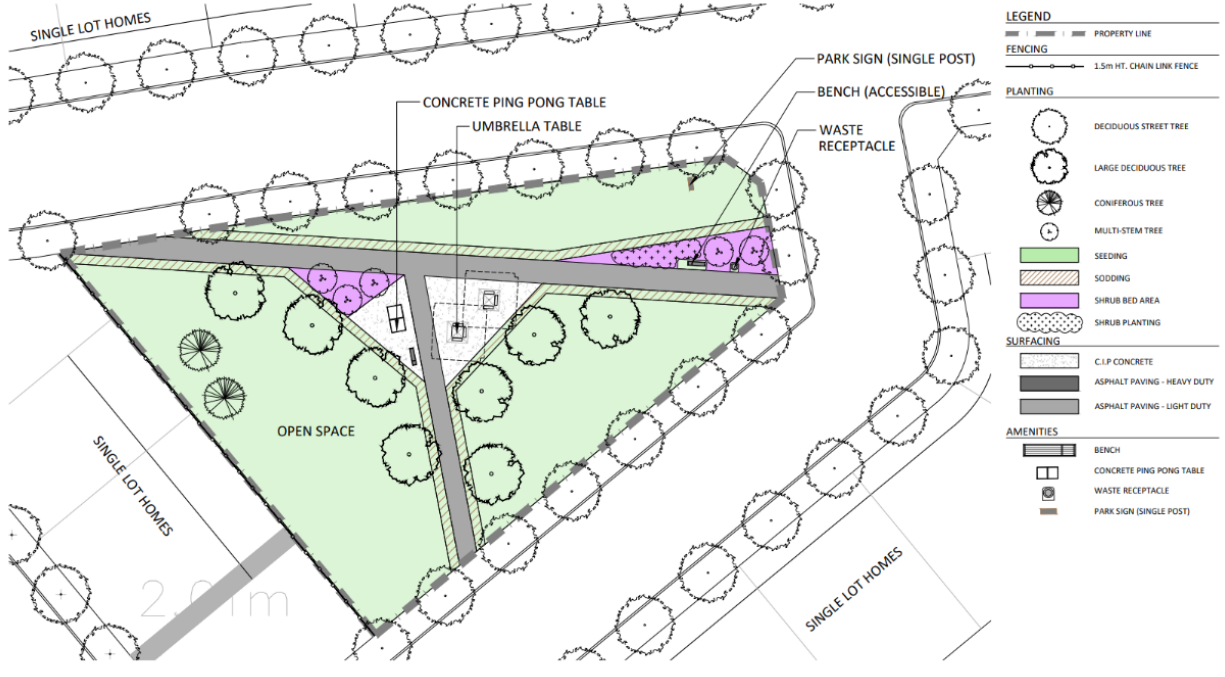 SINGLE LOT HOMES
CONCRETE PING PONG TABLE
UMBRELLA TABLE
PARK SIGN (SINGLE POST)
BENCH (ACCESSIBLE)
WASTE
RECEPTACLE
OPEN SPACE
SINGLE LOT HOMES
2.01m
SINGLE LOT HOMES
LEGEND
PROPERTY LINE
FENCING
1.5m HT. CHAIN LINK FENCE
PLANTING
DECIDUOUS STREET TREE
LARGE DECIDUOUS TREE
CONIFEROUS TREE
MULTI-STEM TREE
SEEDING
SODDING
SHRUB BED AREA
SHRUB PLANTING
SURFACING
C.I.P CONCRETE
ASPHALT PAVING - HEAVY DUTY
ASPHALT PAVING - LIGHT DUTY
AMENITIES
BENCH
CONCRETE PING PONG TABLE
WASTE RECEPTACLE
PARK SIGN (SINGLE POST)